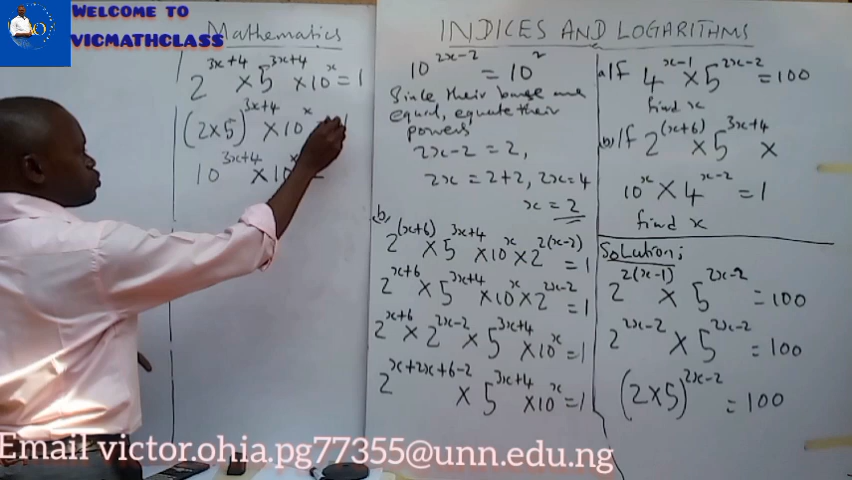 Welcome to
VICMATHCLASS
Mathematics
2^{3x+4} × 5^{3x+4} × 10^x = 1
(2×5)^{3x+4} × 10^x = 1
10^{3x+4} × 10^x =
INDICES AND LOGARITHMS
10^{2x-2} = 10^2
Since their base are
equal, equate their
powers
2x-2 = 2,
2x = 2+2, 2x = 4
x = 2
b,
2^{(x+6)} × 5^{3x+4} × 10^x × 2^{2(x-2)} = 1
2^{x+6} × 5^{3x+4} × 10^x × 2^{2x-2} = 1
2^{x+6} × 2^{2x-2} × 5^{3x+4} × 10^x = 1
2^{x+2x+6-2} × 5^{3x+4} × 10^x = 1
a, If 4^{x-1} × 5^{2x-2} = 100
find x
b) If 2^{(x+6)} × 5^{3x+4} ×
10^x × 4^{x-2} = 1
find x
Solution;
2^{2(x-1)} × 5^{2x-2} = 100
2^{2x-2} × 5^{2x-2} = 100
(2×5)^{2x-2} = 100
Email victor.ohia.pg77355@unn.edu.ng